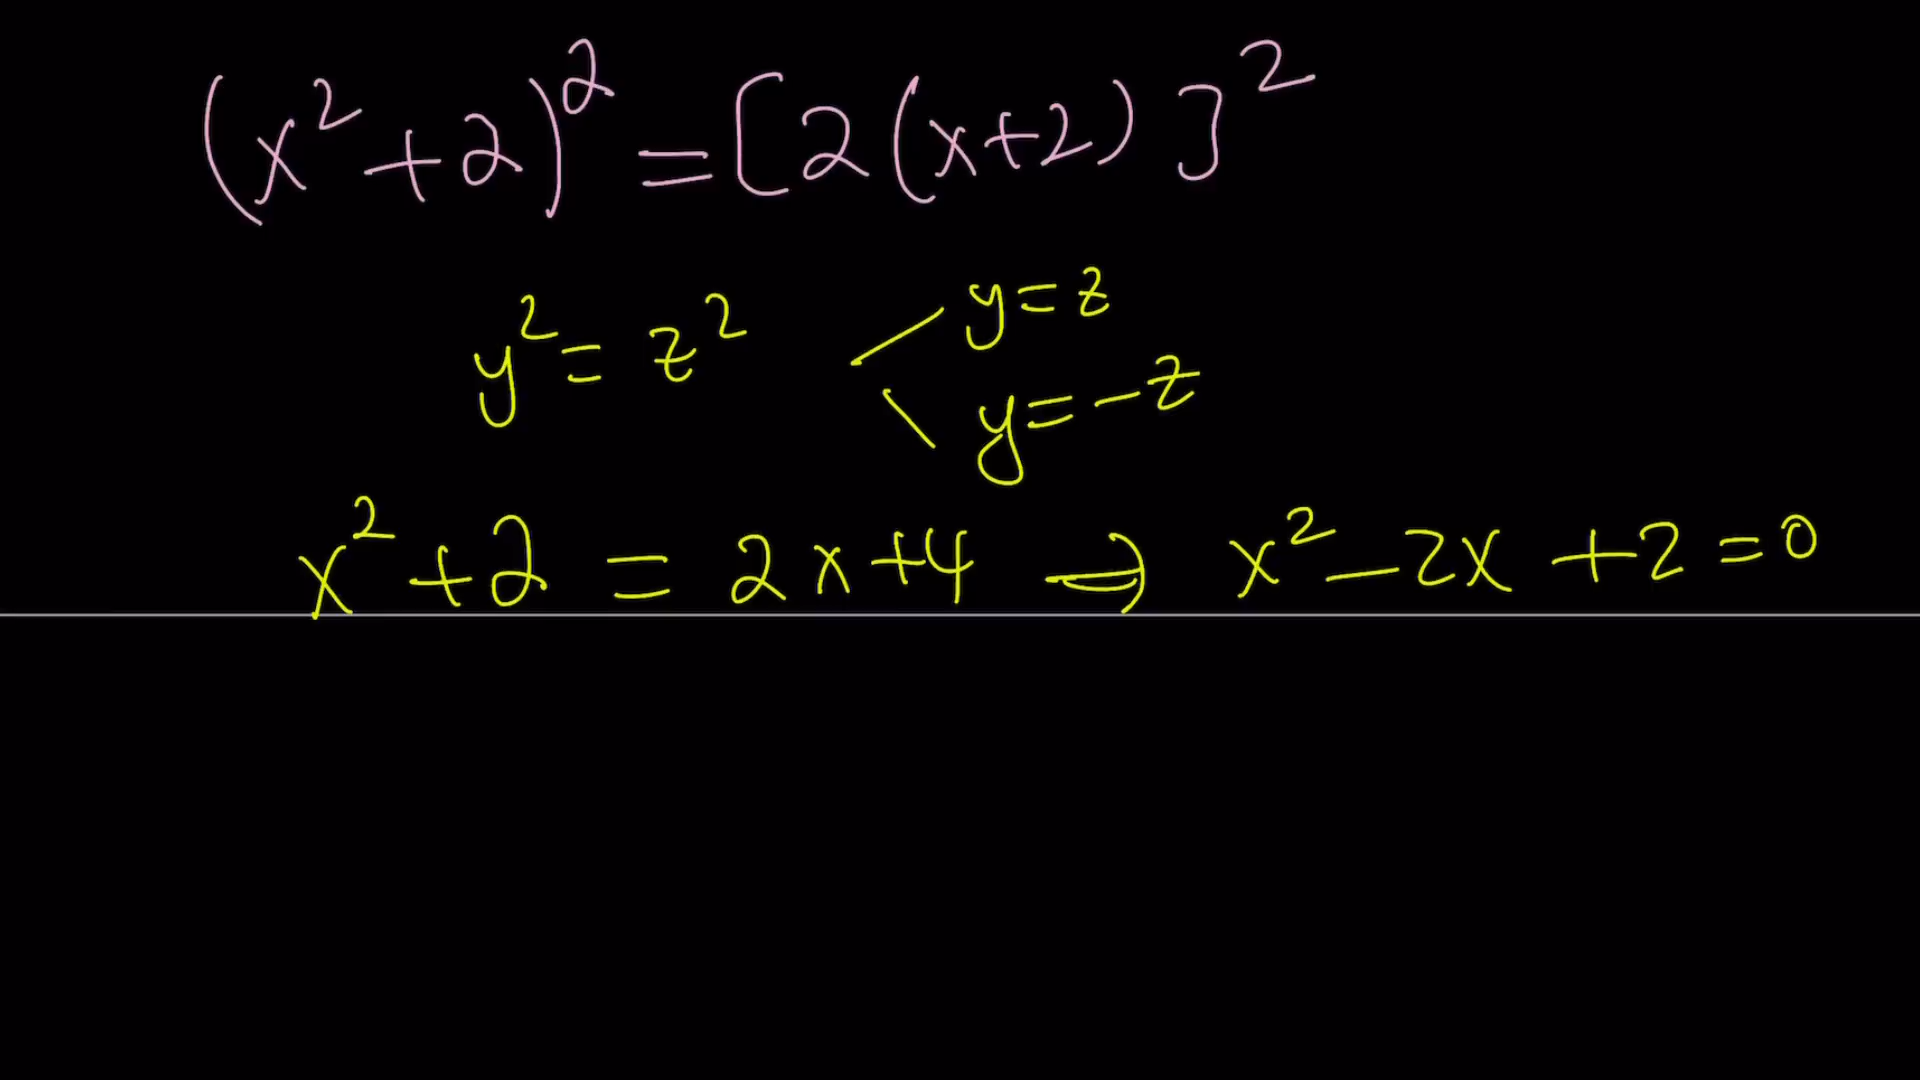 (x²+2)² = [2(x+2)]²
y² = z² < y = z
y = -z
x² + 2 = 2x + 4 ⇒ x² - 2x + 2 = 0